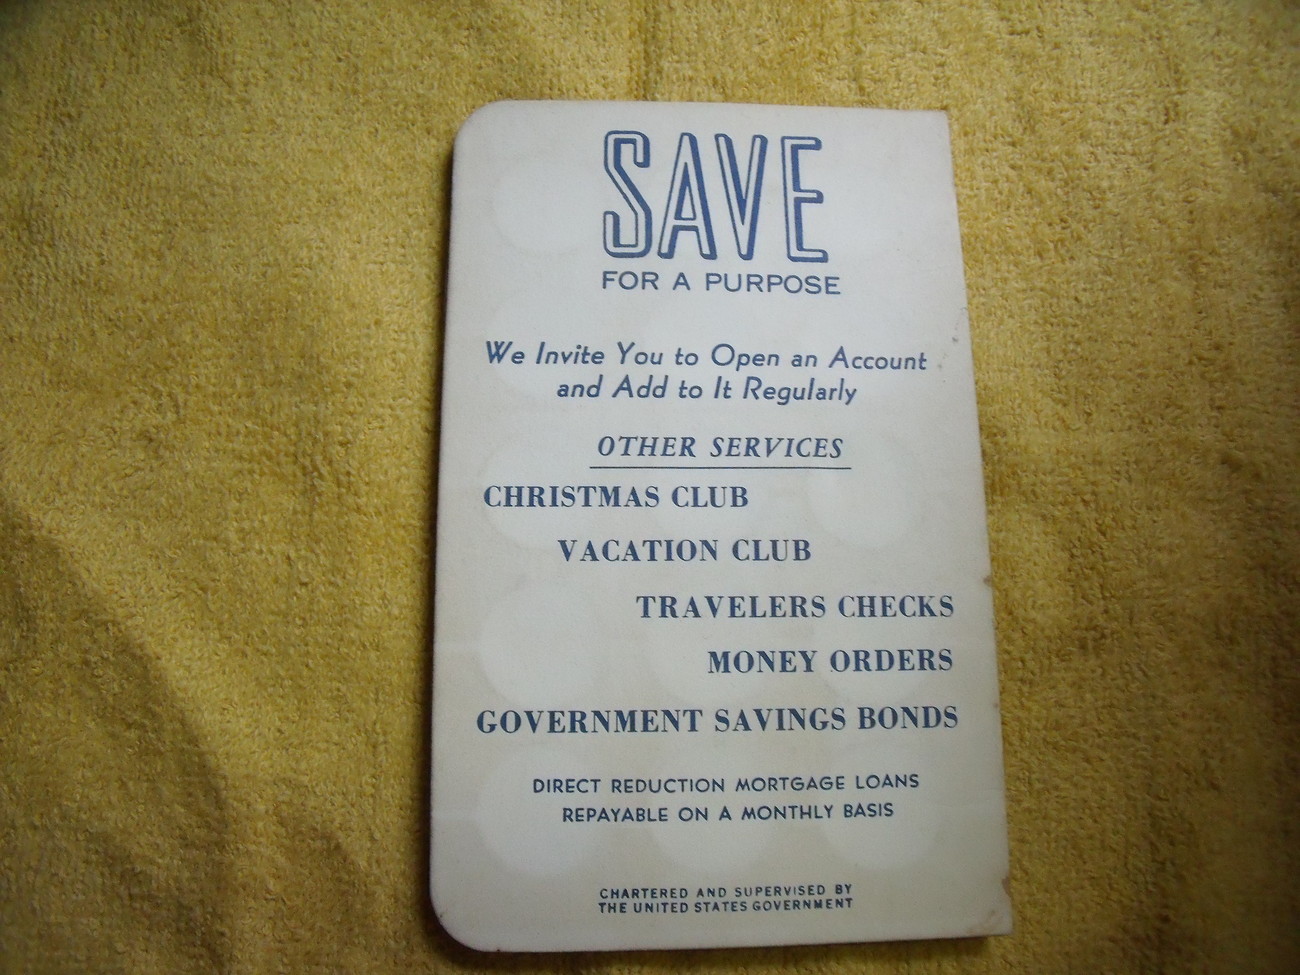 SAVE
FOR A PURPOSE
We Invite You to Open an Account
and Add to It Regularly
OTHER SERVICES
CHRISTMAS CLUB
VACATION CLUB
TRAVELERS CHECKS
MONEY ORDERS
GOVERNMENT SAVINGS BONDS
DIRECT REDUCTION MORTGAGE LOANS
REPAYABLE ON A MONTHLY BASIS
CHARTERED AND SUPERVISED BY
THE UNITED STATES GOVERNMENT